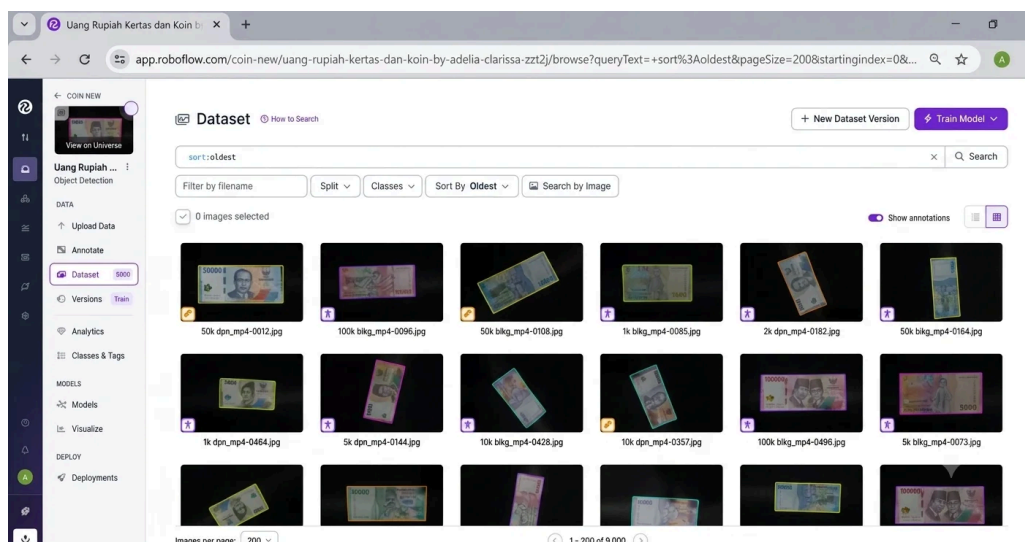 Uang Rupiah Kertas dan Koin b
app.roboflow.com/coin-new/uang-rupiah-kertas-dan-koin-by-adelia-clarissa-zzt2j/browse?queryText=+sort%3Aoldest&pageSize=200&startingindex=0&...
A
COIN NEW
View on Universe
Uang Rupiah ...
Object Detection
DATA
Upload Data
Annotate
Dataset 5000
Versions Train
Analytics
Classes & Tags
MODELS
Models
Visualize
DEPLOY
Deployments
A
Dataset How to Search
+ New Dataset Version
Train Model
sort:oldest
Search
Filter by filename
Split
Classes
Sort By Oldest
Search by Image
0 images selected
Show annotations
50000
50k dpn_mp4-0012.jpg
100k blkg_mp4-0096.jpg
50k blkg_mp4-0108.jpg
1k blkg_mp4-0085.jpg
2k dpn_mp4-0182.jpg
50k blkg_mp4-0164.jpg
1k dpn_mp4-0464.jpg
5k dpn_mp4-0144.jpg
10k blkg_mp4-0428.jpg
10k dpn_mp4-0357.jpg
100000
100k blkg_mp4-0496.jpg
5000
5k blkg_mp4-0073.jpg
Images per page: 200
1 - 200 of 9,000